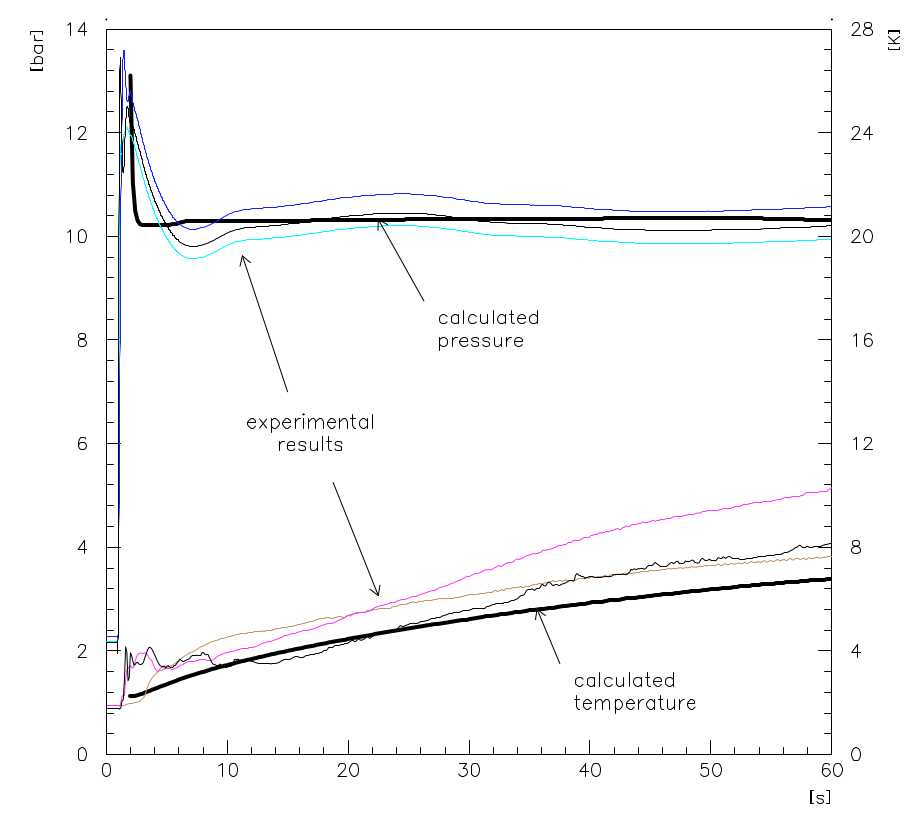 14
28
[bar]
[K]
12
24
10
20
calculated
pressure
8
16
experimental
results
6
12
4
8
2
4
calculated
temperature
0
0
0
10
20
30
40
50
60
[s]